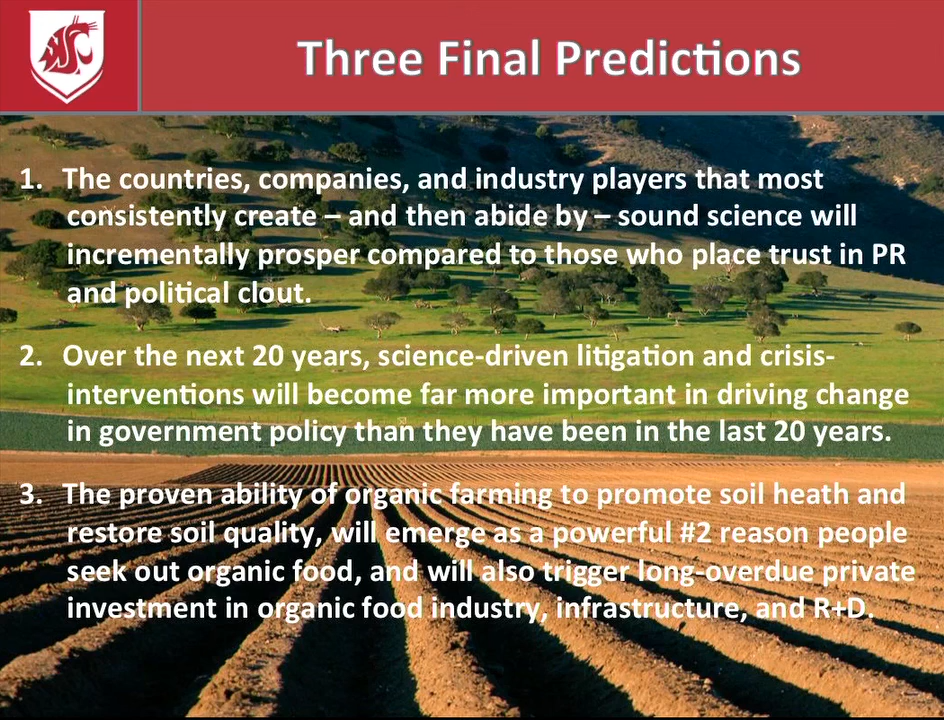 Three Final Predictions
1. The countries, companies, and industry players that most
consistently create – and then abide by – sound science will
incrementally prosper compared to those who place trust in PR
and political clout.
2. Over the next 20 years, science-driven litigation and crisis-
interventions will become far more important in driving change
in government policy than they have been in the last 20 years.
3. The proven ability of organic farming to promote soil heath and
restore soil quality, will emerge as a powerful #2 reason people
seek out organic food, and will also trigger long-overdue private
investment in organic food industry, infrastructure, and R+D.